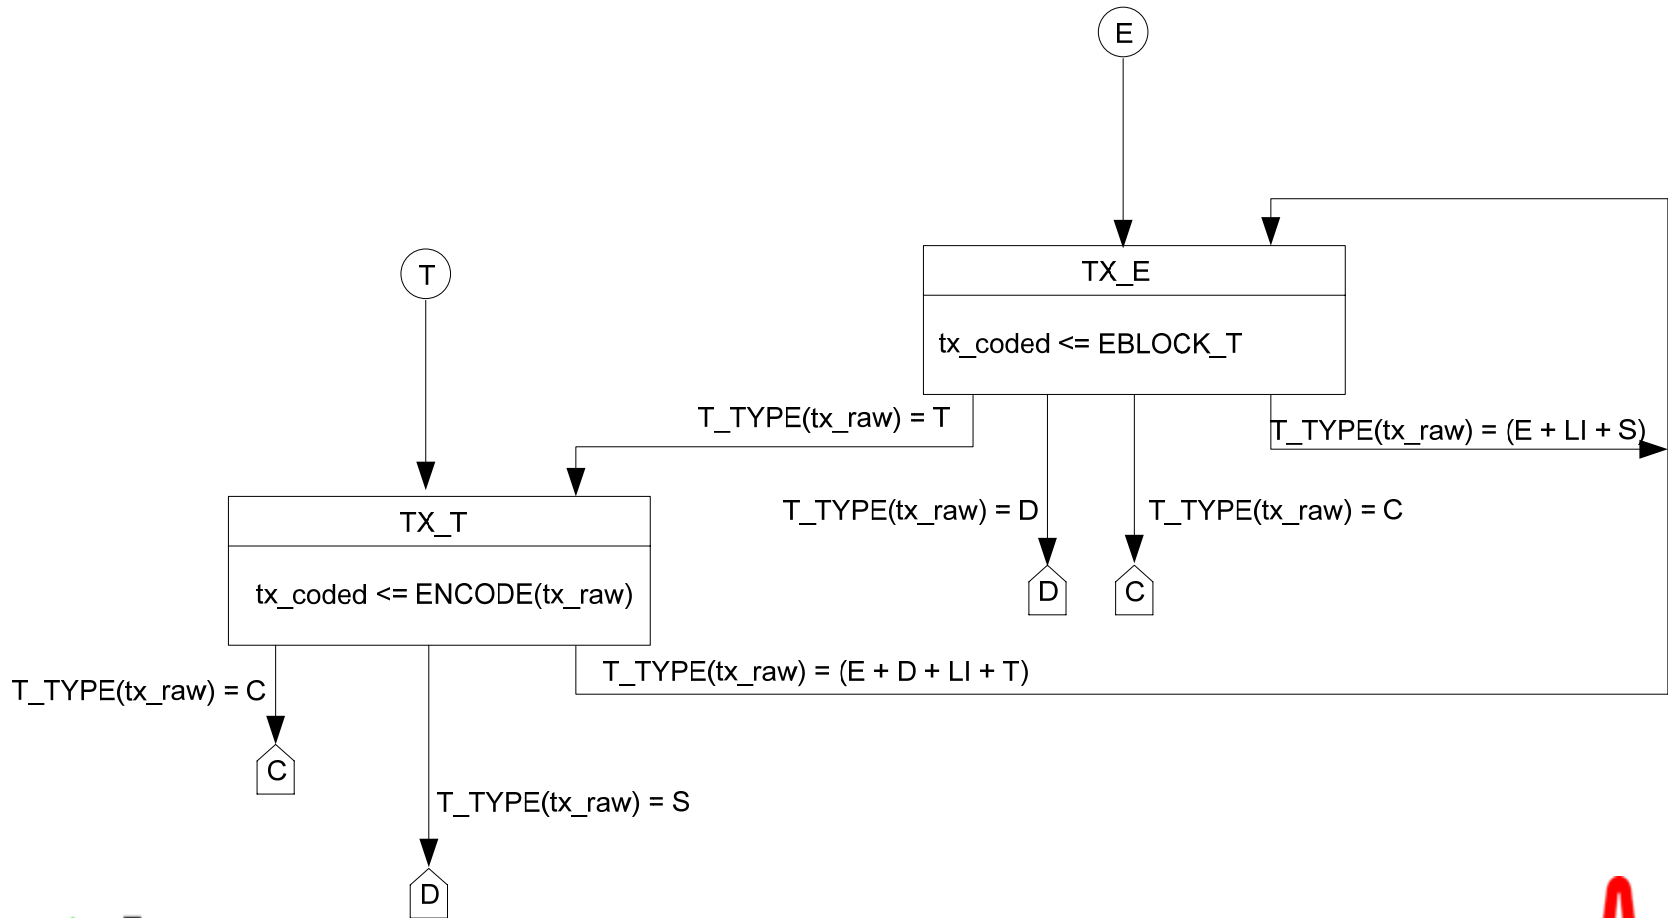 E
TX_E
T
tx_coded <= EBLOCK_T
T_TYPE(tx_raw) = T
T_TYPE(tx_raw) = (E + LI + S)
T_TYPE(tx_raw) = D
T_TYPE(tx_raw) = C
TX_T
D
C
tx_coded <= ENCODE(tx_raw)
T_TYPE(tx_raw) = (E + D + LI + T)
T_TYPE(tx_raw) = C
C
T_TYPE(tx_raw) = S
D